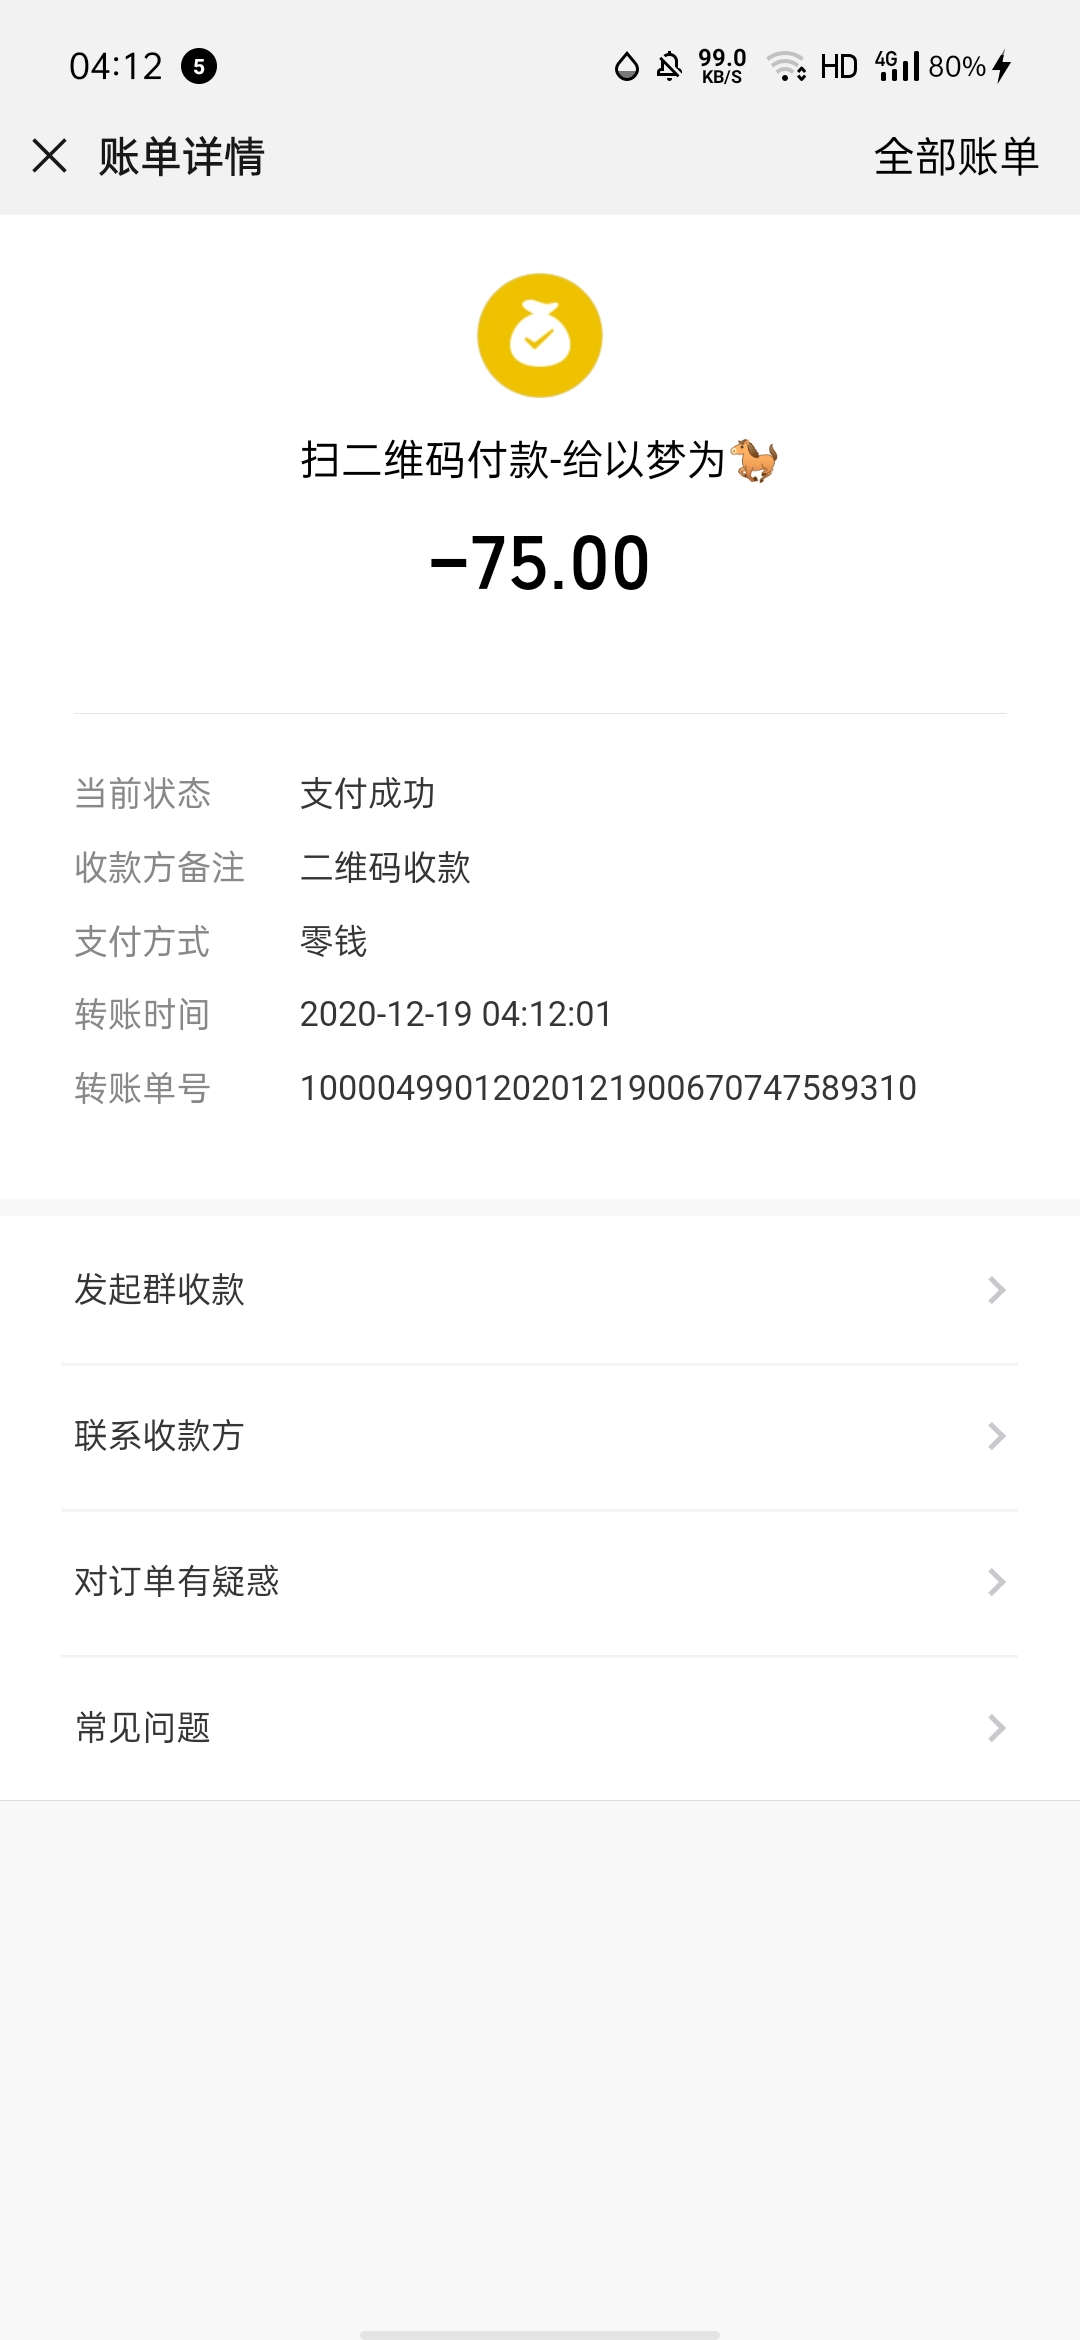 04:12 5 99.0 KB/S HD 4G 80%
账单详情 全部账单
扫二维码付款-给以梦为🐎
-75.00
当前状态 支付成功
收款方备注 二维码收款
支付方式 零钱
转账时间 2020-12-19 04:12:01
转账单号 1000049901202012190067074758​9310
发起群收款
联系收款方
对订单有疑惑
常见问题